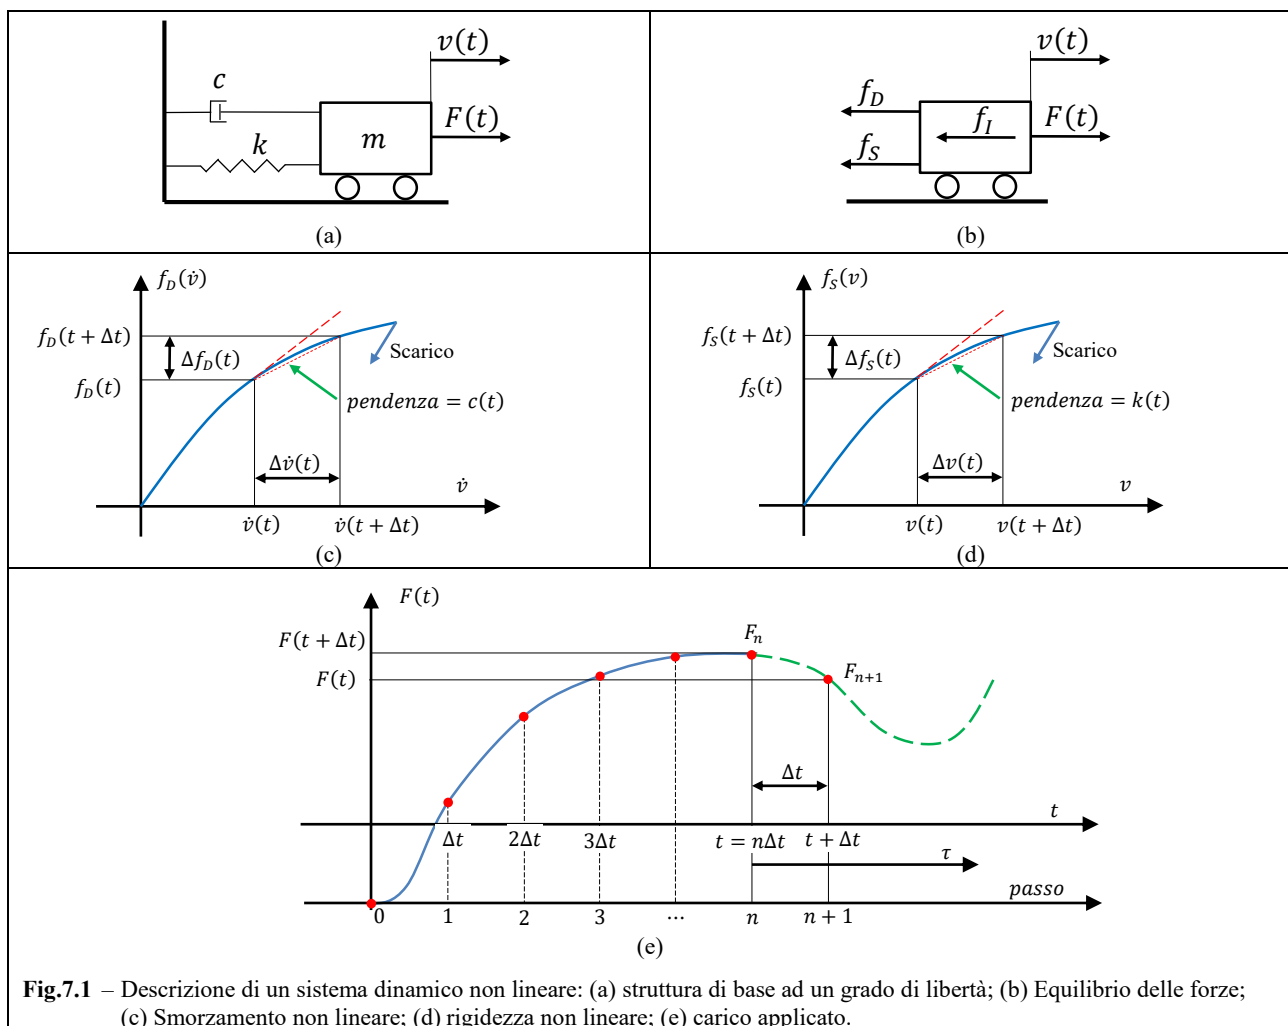 v(t)
c
F(t)
k
m
(a)
v(t)
f_D
f_I
F(t)
f_S
(b)
f_D(v̇)
f_D(t + Δt)
Δf_D(t)
Scarico
f_D(t)
pendenza = c(t)
Δv̇(t)
v̇
v̇(t)
v̇(t + Δt)
(c)
f_S(v)
f_S(t + Δt)
Δf_S(t)
Scarico
f_S(t)
pendenza = k(t)
Δv(t)
v
v(t)
v(t + Δt)
(d)
F(t)
F(t + Δt)
F_n
F(t)
F_{n+1}
Δt
t
Δt 2Δt 3Δt t = nΔt t + Δt
τ
passo
0 1 2 3 ... n n + 1
(e)
Fig.7.1 – Descrizione di un sistema dinamico non lineare: (a) struttura di base ad un grado di libertà; (b) Equilibrio delle forze;
(c) Smorzamento non lineare; (d) rigidezza non lineare; (e) carico applicato.